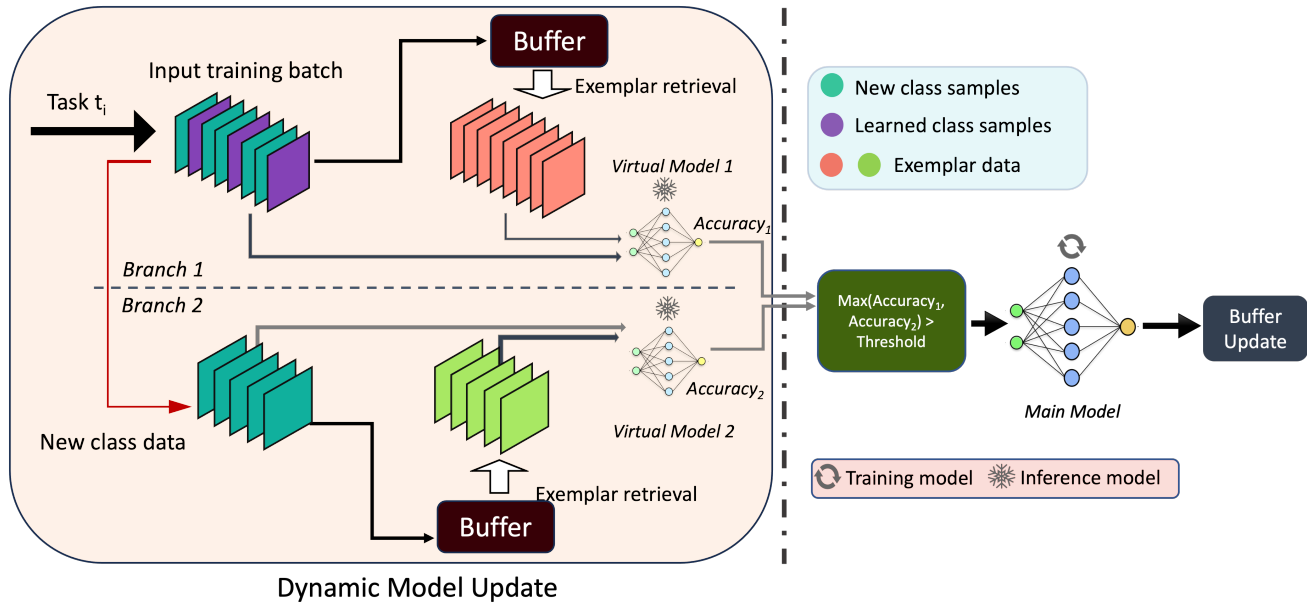 Buffer
Input training batch
Exemplar retrieval
Task tᵢ
Virtual Model 1
Accuracy₁
Branch 1
Branch 2
Accuracy₂
Virtual Model 2
New class data
Exemplar retrieval
Buffer
Dynamic Model Update
New class samples
Learned class samples
Exemplar data
Max(Accuracy₁,
Accuracy₂) >
Threshold
Main Model
Buffer
Update
Training model
Inference model